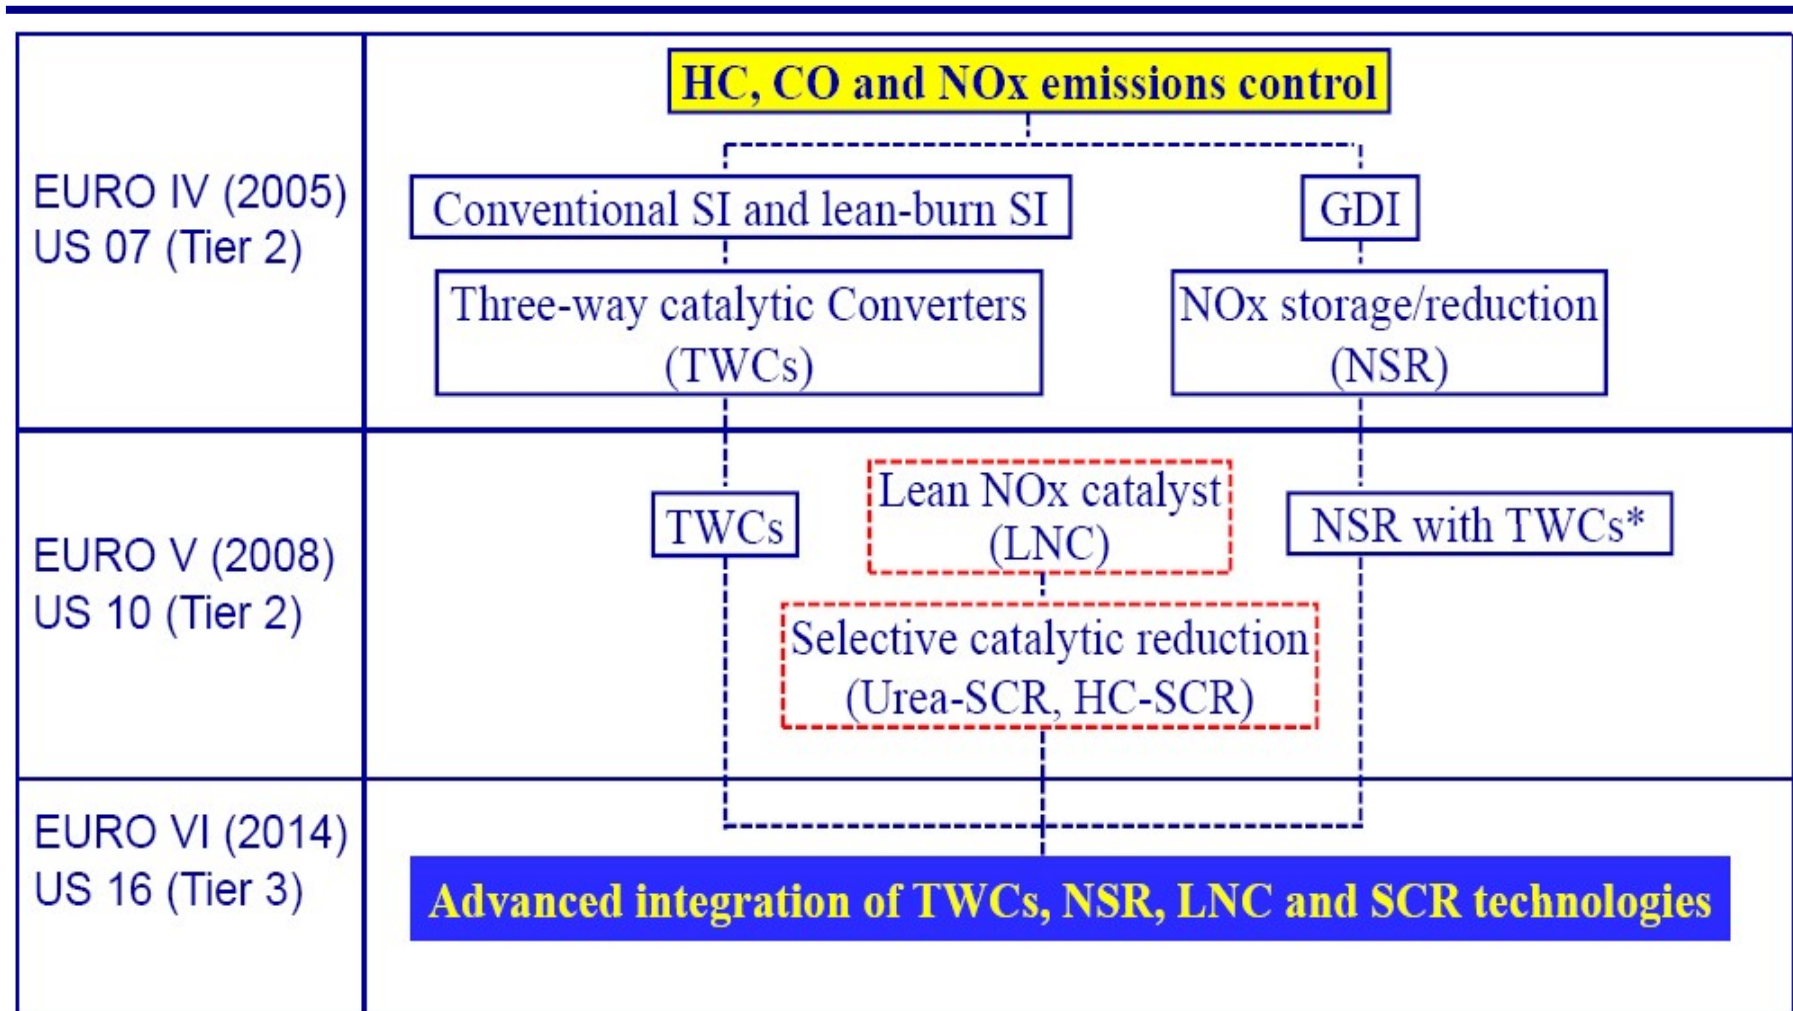 HC, CO and NOx emissions control
EURO IV (2005)
US 07 (Tier 2)
Conventional SI and lean-burn SI
GDI
Three-way catalytic Converters
(TWCs)
NOx storage/reduction
(NSR)
EURO V (2008)
US 10 (Tier 2)
TWCs
Lean NOx catalyst
(LNC)
NSR with TWCs*
Selective catalytic reduction
(Urea-SCR, HC-SCR)
EURO VI (2014)
US 16 (Tier 3)
Advanced integration of TWCs, NSR, LNC and SCR technologies